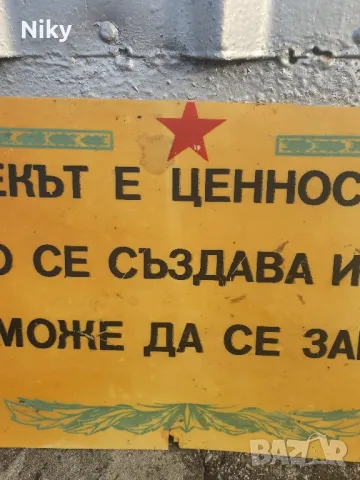 Niky
ЕКЪТ Е ЦЕННОС
О СЕ СЪЗДАВА И
МОЖЕ ДА СЕ ЗА
BAZAR